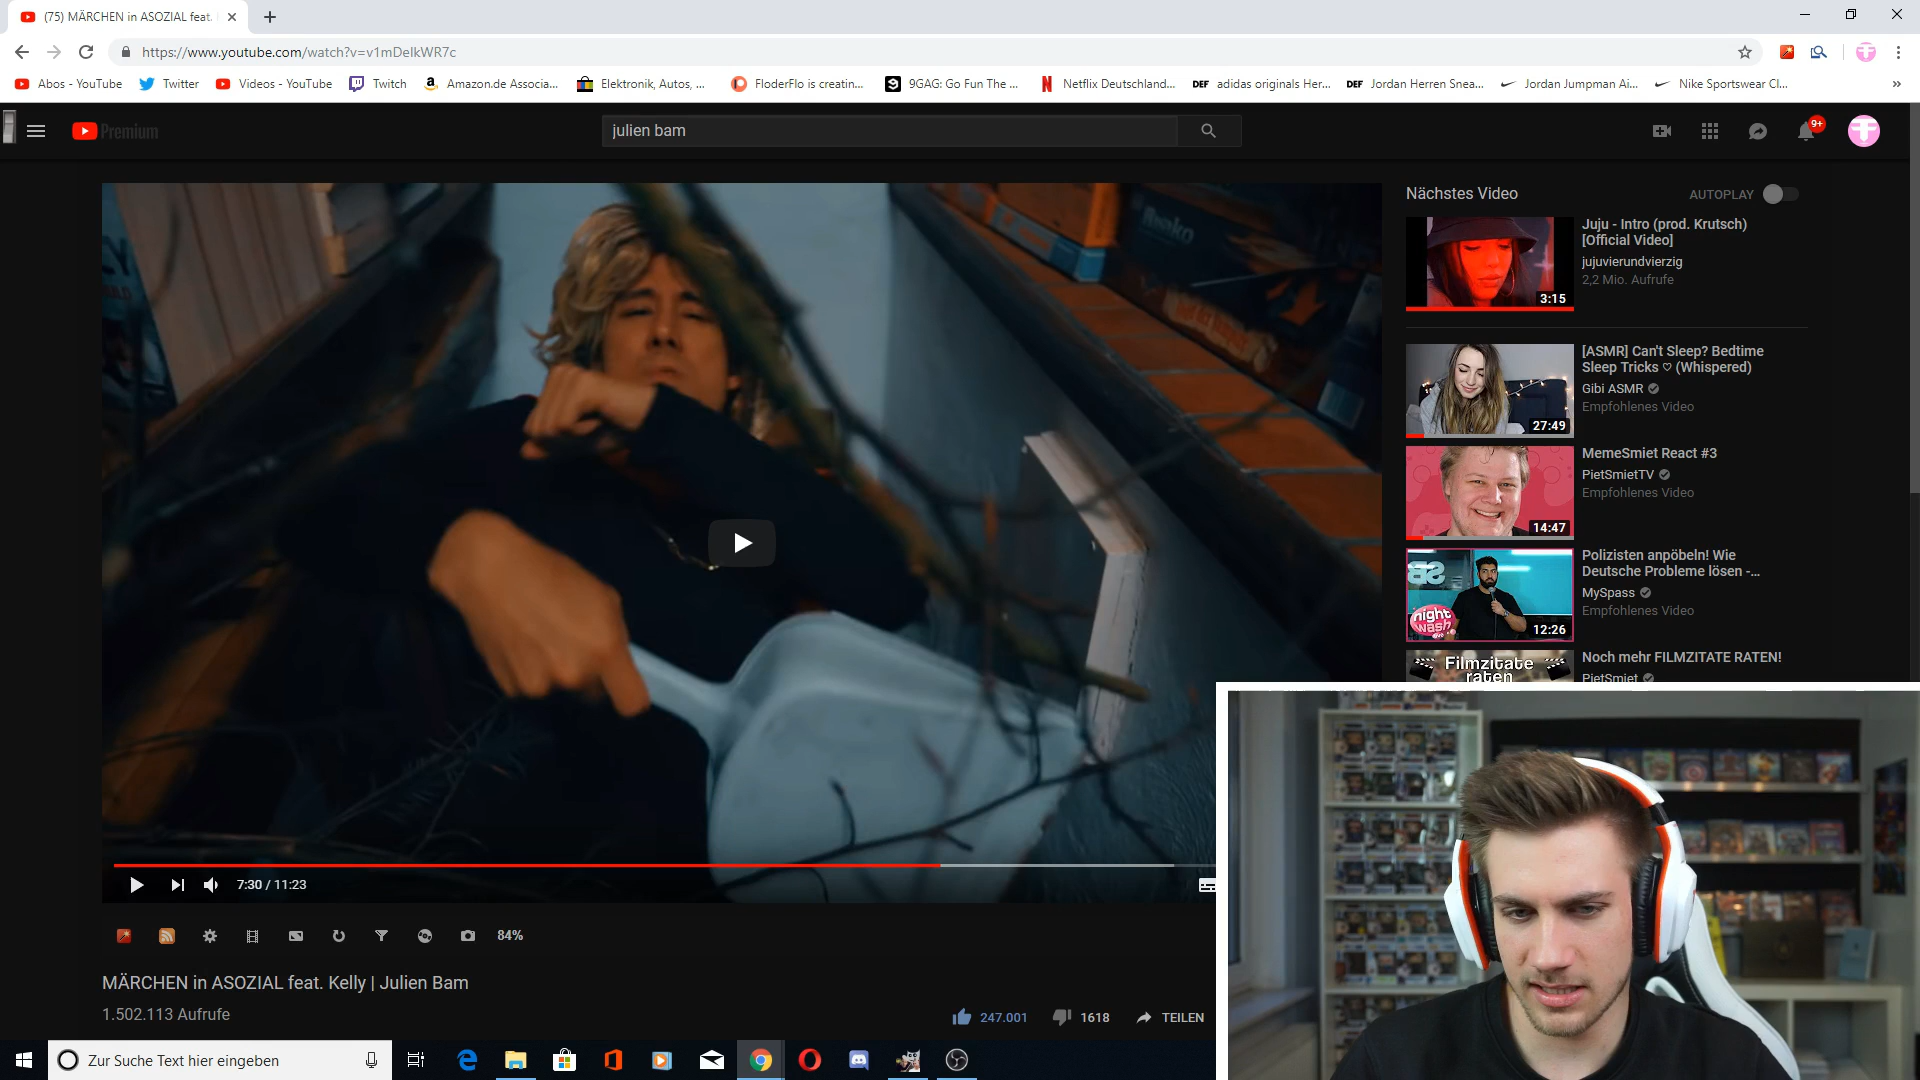 (75) MÄRCHEN in ASOZIAL feat.
https://www.youtube.com/watch?v=v1mDelkWR7c
Abos - YouTube
Twitter
Videos - YouTube
Twitch
Amazon.de Associa...
Elektronik, Autos, ...
FloderFlo is creatin...
9GAG: Go Fun The ...
Netflix Deutschland...
DEF adidas originals Her...
DEF Jordan Herren Snea...
Jordan Jumpman Ai...
Nike Sportswear Cl...
»
Premium
julien bam
9+
Nächstes Video
AUTOPLAY
Juju - Intro (prod. Krutsch)
[Official Video]
jujuvierundvierzig
2,2 Mio. Aufrufe
3:15
[ASMR] Can't Sleep? Bedtime
Sleep Tricks ♡ (Whispered)
Gibi ASMR
Empfohlenes Video
27:49
MemeSmiet React #3
PietSmietTV
Empfohlenes Video
14:47
Polizisten anpöbeln! Wie
Deutsche Probleme lösen -...
MySpass
Empfohlenes Video
night
wash
12:26
Noch mehr FILMZITATE RATEN!
PietSmiet
Filmzitate
raten
7:30 / 11:23
84%
MÄRCHEN in ASOZIAL feat. Kelly | Julien Bam
1.502.113 Aufrufe
247.001
1618
TEILEN
Zur Suche Text hier eingeben